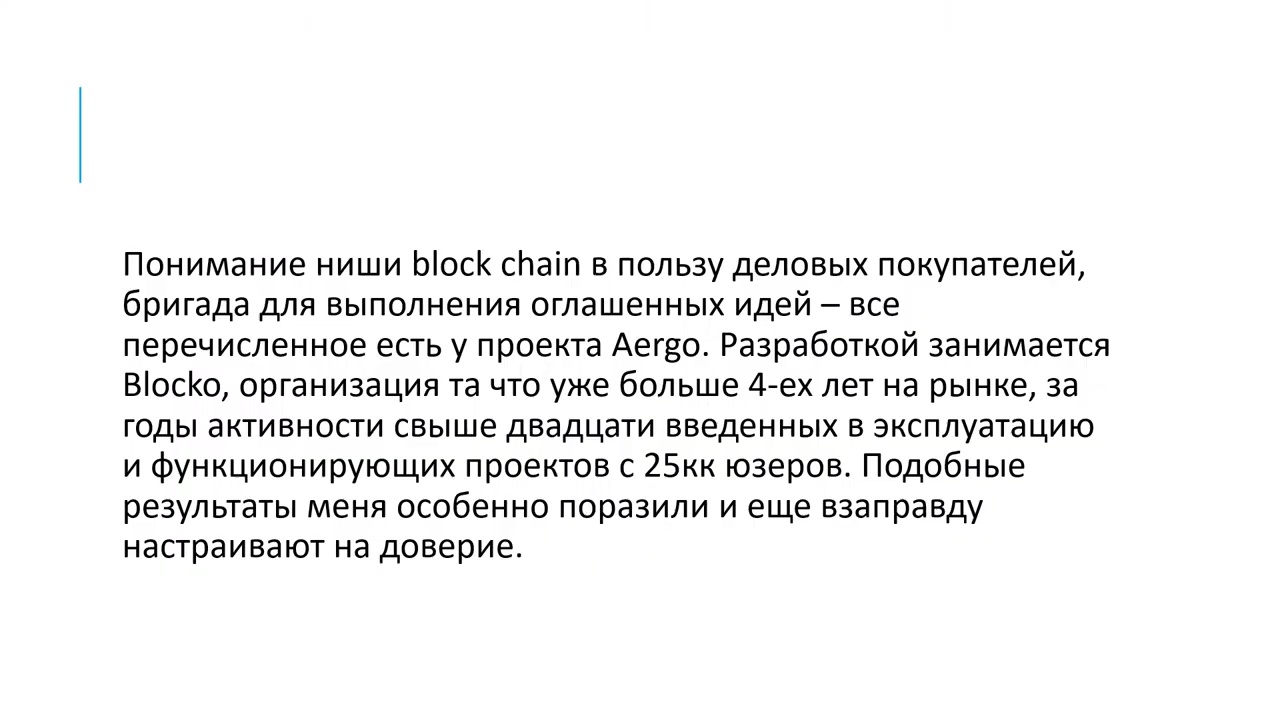 Понимание ниши block chain в пользу деловых покупателей,
бригада для выполнения оглашенных идей – все
перечисленное есть у проекта Aergo. Разработкой занимается
Blocko, организация та что уже больше 4-ех лет на рынке, за
годы активности свыше двадцати введенных в эксплуатацию
и функционирующих проектов с 25кк юзеров. Подобные
результаты меня особенно поразили и еще взаправду
настраивают на доверие.